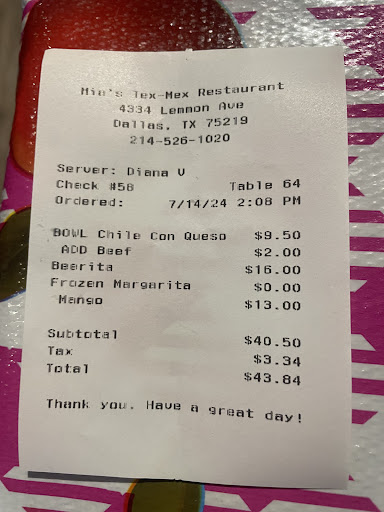 Mia's Tex-Mex Restaurant
4334 Lemmon Ave
Dallas, TX 75219
214-526-1020
Server: Diana V
Check #56 Table 64
Ordered: 7/14/24 2:08 PM
BOWL Chile Con Queso $9.50
ADD Beef $2.00
Beerita $16.00
Frozen Margarita $0.00
Mango $13.00
Subtotal $40.50
Tax $3.34
Total $43.84
Thank you. Have a great day!